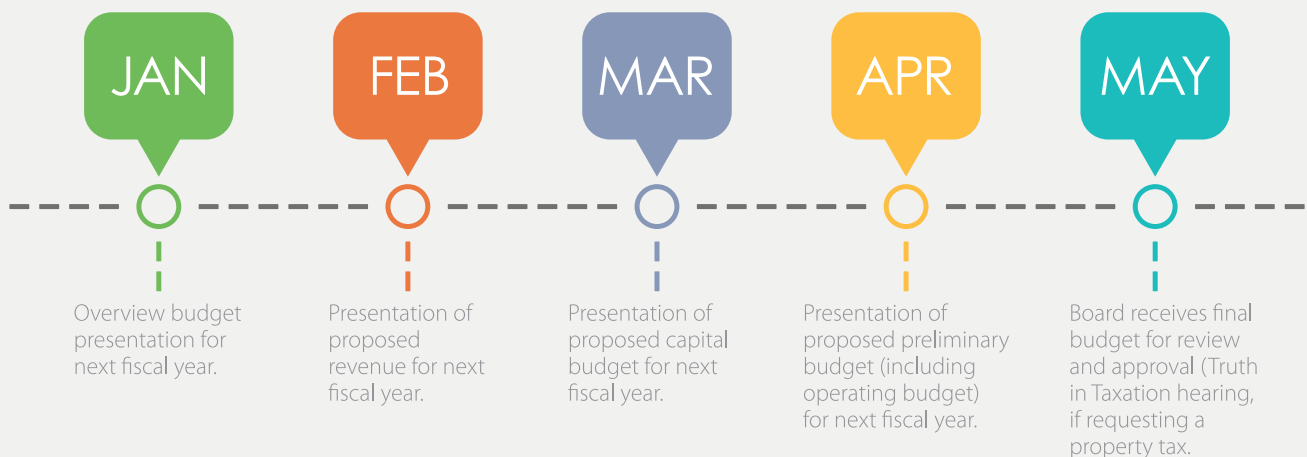 JAN
FEB
MAR
APR
MAY
Overview budget
presentation for
next fiscal year.
Presentation of
proposed
revenue for next
fiscal year.
Presentation of
proposed capital
budget for next
fiscal year.
Presentation of
proposed preliminary
budget (including
operating budget)
for next fiscal year.
Board receives final
budget for review
and approval (Truth
in Taxation hearing,
if requesting a
property tax.